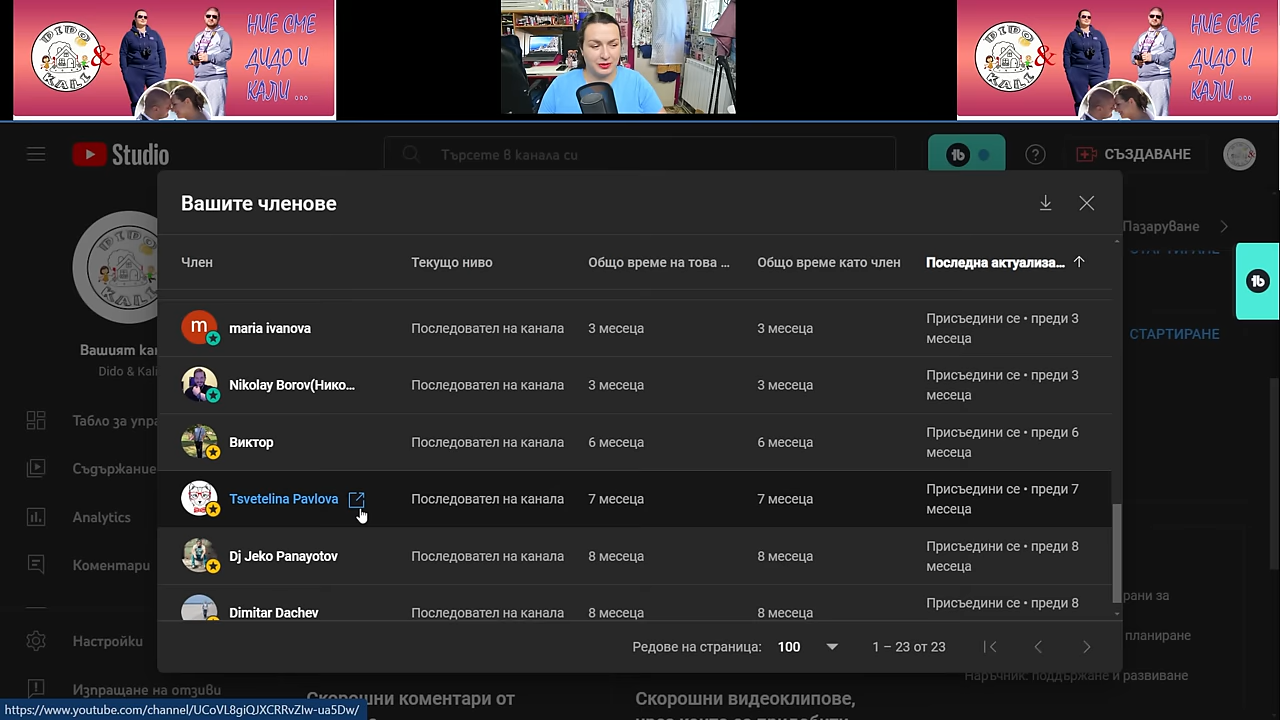 DIDO
&
KALI
НИЕ СМЕ
ДИДО И
КАЛИ ...
DIDO
&
KALI
НИЕ СМЕ
ДИДО И
КАЛИ ...
Studio
Търсете в канала си
СЪЗДАВАНЕ
Вашите членове
Пазаруване
Член
Текущо ниво
Общо време на това ...
Общо време като член
Последна актуализа...
СТАРТИРАНЕ
maria ivanova
Последовател на канала
3 месеца
3 месеца
Присъедини се • преди 3
месеца
СТАРТИРАНЕ
Вашият
Dido & Kali
Nikolay Borov(Нико...
Последовател на канала
3 месеца
3 месеца
Присъедини се • преди 3
месеца
Табло за
Виктор
Последовател на канала
6 месеца
6 месеца
Присъедини се • преди 6
месеца
Съдържание
Tsvetelina Pavlova
Последовател на канала
7 месеца
7 месеца
Присъедини се • преди 7
месеца
Analytics
Dj Jeko Panayotov
Последовател на канала
8 месеца
8 месеца
Присъедини се • преди 8
месеца
Коментари
Dimitar Dachev
Последовател на канала
8 месеца
8 месеца
Присъедини се • преди 8
за
планиране
Настройки
Редове на страница:
100
1 – 23 от 23
Наръчник: поддържане и развиване
Изпращане на отзиви
Скорошни коментари от
Скорошни видеоклипове,
https://www.youtube.com/channel/UCoVL8giQJXCRRvZIw-ua5Dw/